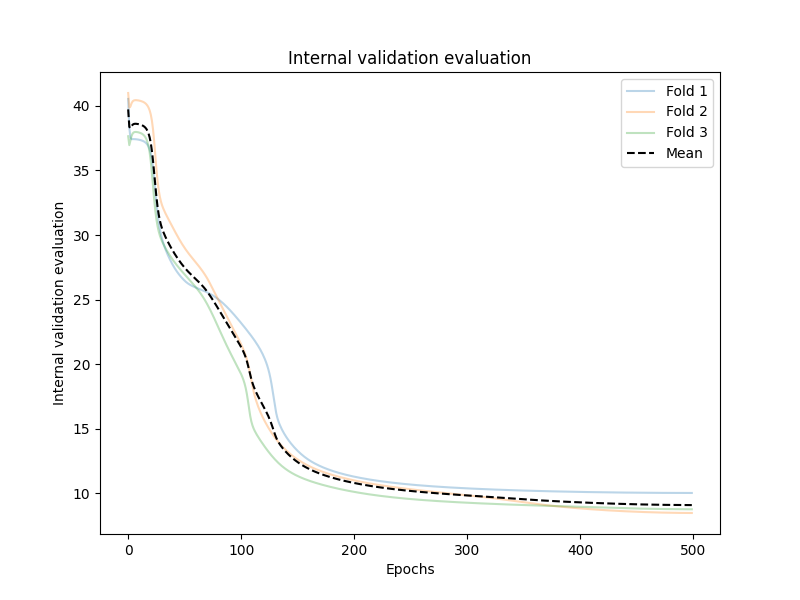 Internal validation evaluation
Fold 1
Fold 2
Fold 3
Mean
Internal validation evaluation
40
35
30
25
20
15
10
0 100 200 300 400 500
Epochs